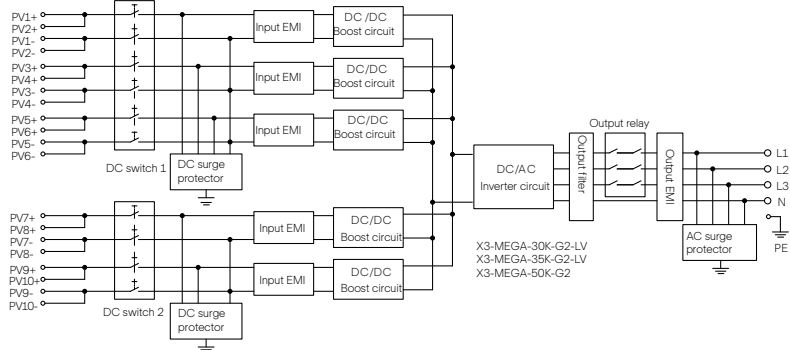 PV1+
PV2+
PV1-
PV2-
PV3+
PV4+
PV3-
PV4-
PV5+
PV6+
PV5-
PV6-
DC switch 1
DC surge
protector
Input EMI
DC /DC
Boost circuit
Input EMI
DC/DC
Boost circuit
Input EMI
DC/DC
Boost circuit
PV7+
PV8+
PV7-
PV8-
PV9+
PV10+
PV9-
PV10-
DC switch 2
DC surge
protector
Input EMI
DC/DC
Boost circuit
Input EMI
DC/DC
Boost circuit
DC/AC
Inverter circuit
Output filter
Output relay
Output EMI
L1
L2
L3
N
PE
AC surge
protector
X3-MEGA-30K-G2-LV
X3-MEGA-35K-G2-LV
X3-MEGA-50K-G2